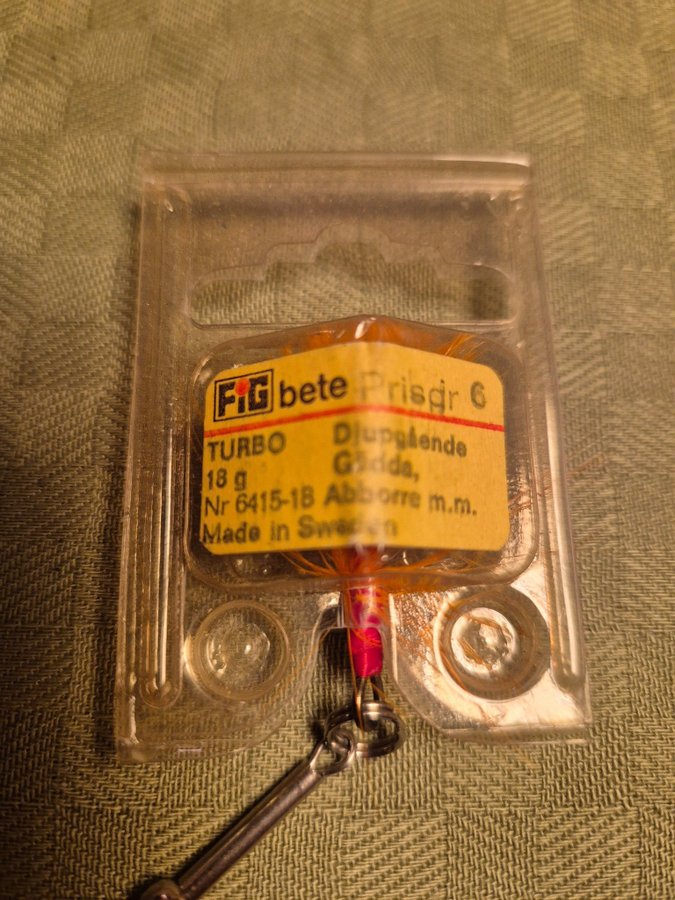 FiG bete Prisgr 6
TURBO Djupgående
18 g Gädda,
Nr 6415-18 Abborre m.m.
Made in Sweden